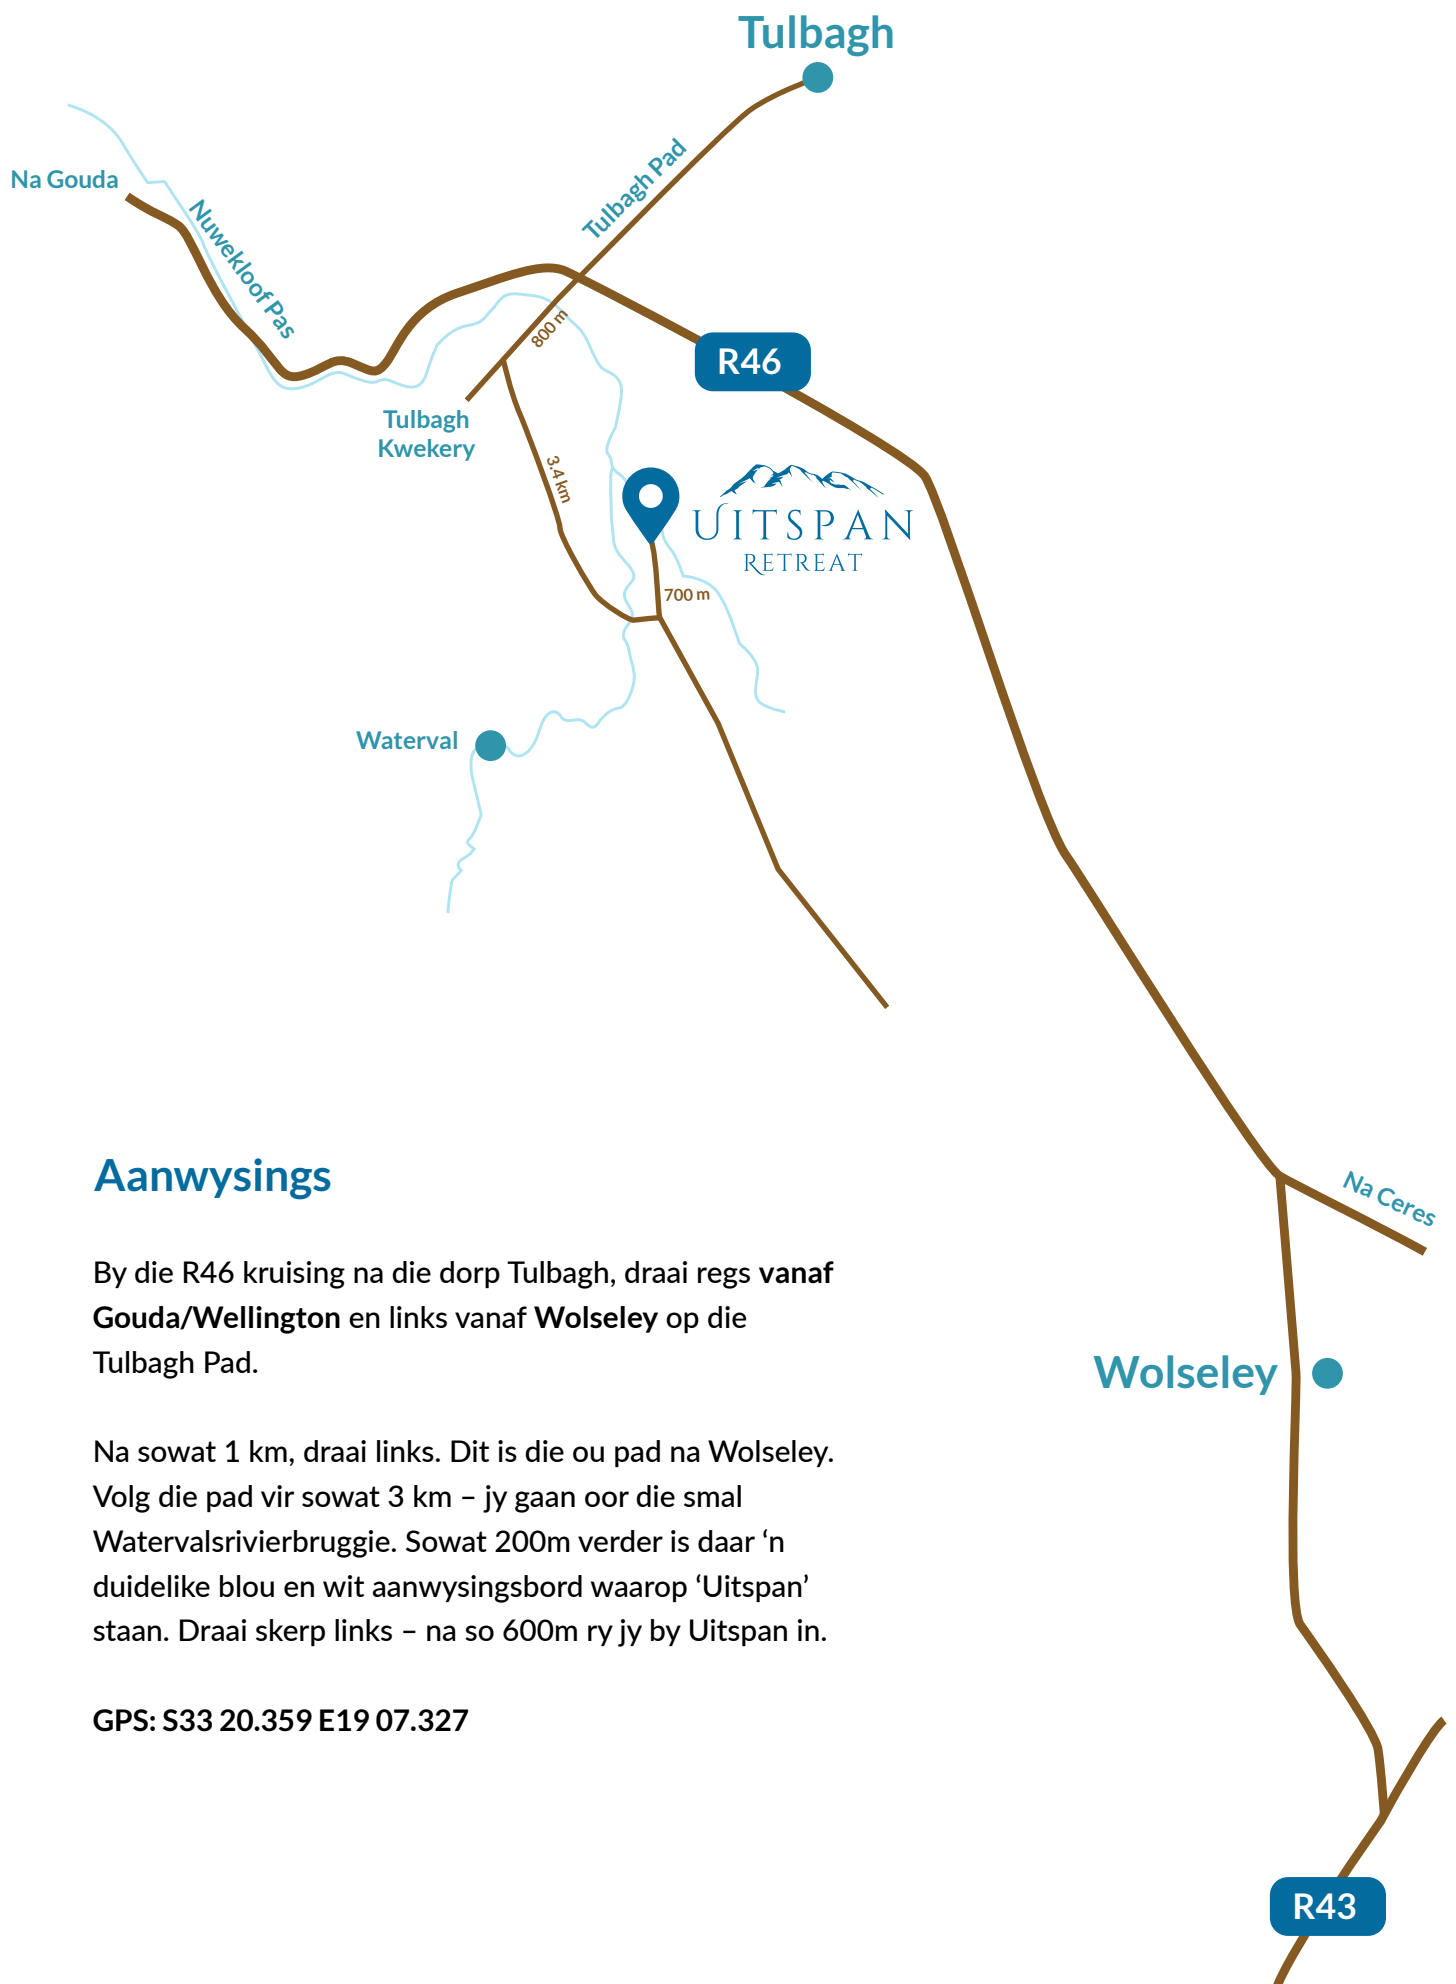 Tulbagh
Na Gouda
Nuwekloof Pas
Tulbagh Pad
800 m
R46
Tulbagh
Kwekery
3.4 km
UITSPAN
RETREAT
700 m
Waterval
Aanwysings
By die R46 kruising na die dorp Tulbagh, draai regs vanaf
Gouda/Wellington en links vanaf Wolseley op die
Tulbagh Pad.
Na sowat 1 km, draai links. Dit is die ou pad na Wolseley.
Volg die pad vir sowat 3 km – jy gaan oor die smal
Watervalsrivierbruggie. Sowat 200m verder is daar ‘n
duidelike blou en wit aanwysingsbord waarop ‘Uitspan’
staan. Draai skerp links – na so 600m ry jy by Uitspan in.
GPS: S33 20.359 E19 07.327
Na Ceres
Wolseley
R43